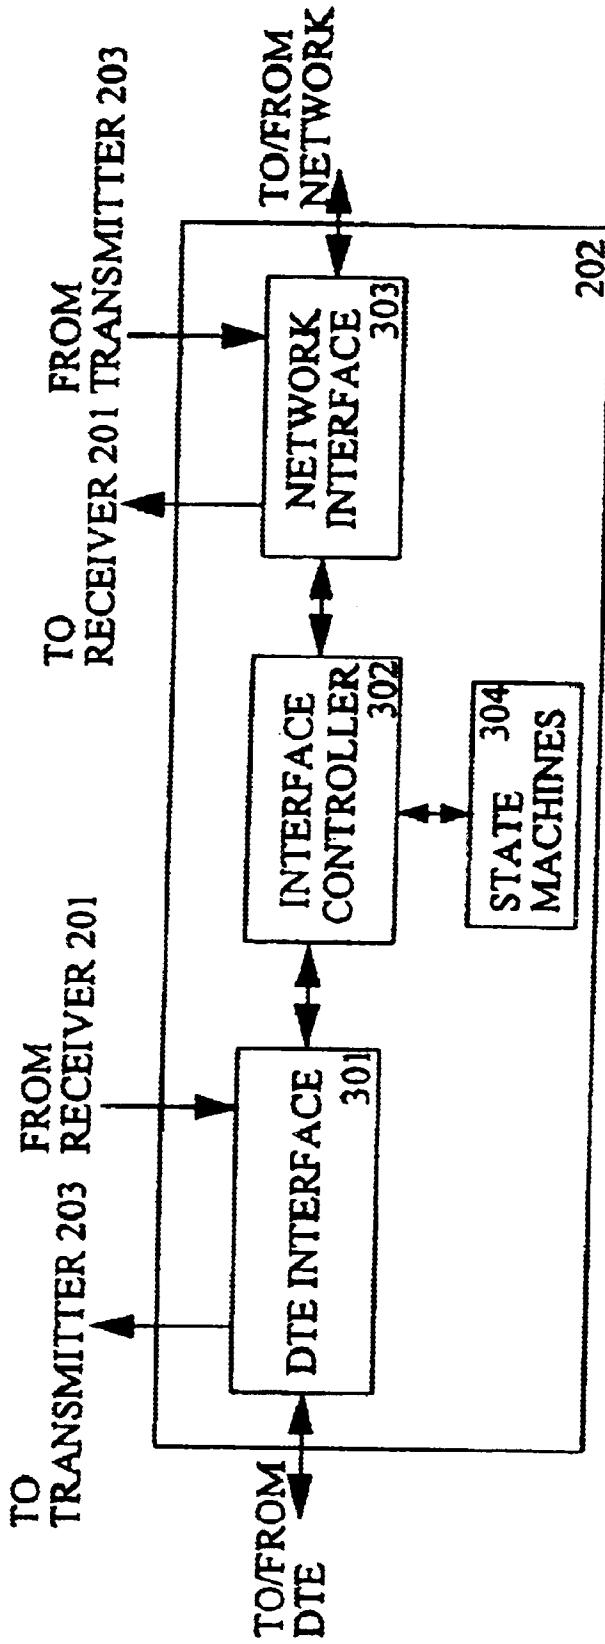 TO
TRANSMITTER 203
FROM
RECEIVER 201
TO
RECEIVER 201
FROM
TRANSMITTER 203
TO/FROM
DTE
DTE INTERFACE
301
INTERFACE
CONTROLLER
302
NETWORK
INTERFACE
303
TO/FROM
NETWORK
STATE 304
MACHINES
202